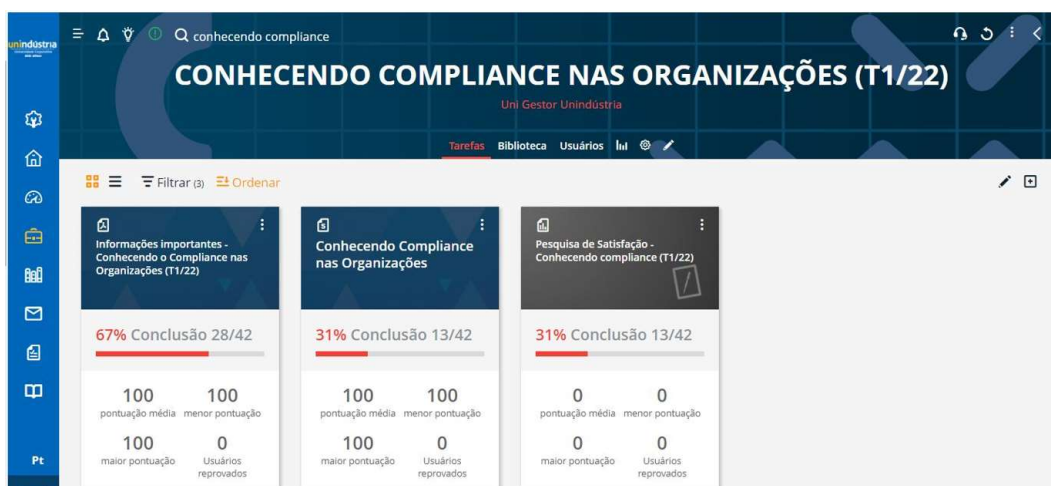 unindústria
conhecendo compliance
CONHECENDO COMPLIANCE NAS ORGANIZAÇÕES (T1/22)
Uni Gestor Unindústria
Tarefas Biblioteca Usuários
Filtrar (3) Ordenar
Informações importantes -
Conhecendo o Compliance nas
Organizações (T1/22)
67% Conclusão 28/42
100 100
pontuação média menor pontuação
100 0
maior pontuação Usuários
reprovados
Conhecendo Compliance
nas Organizações
31% Conclusão 13/42
100 100
pontuação média menor pontuação
100 0
maior pontuação Usuários
reprovados
Pesquisa de Satisfação -
Conhecendo compliance (T1/22)
31% Conclusão 13/42
0 0
pontuação média menor pontuação
0 0
maior pontuação Usuários
reprovados
Pt